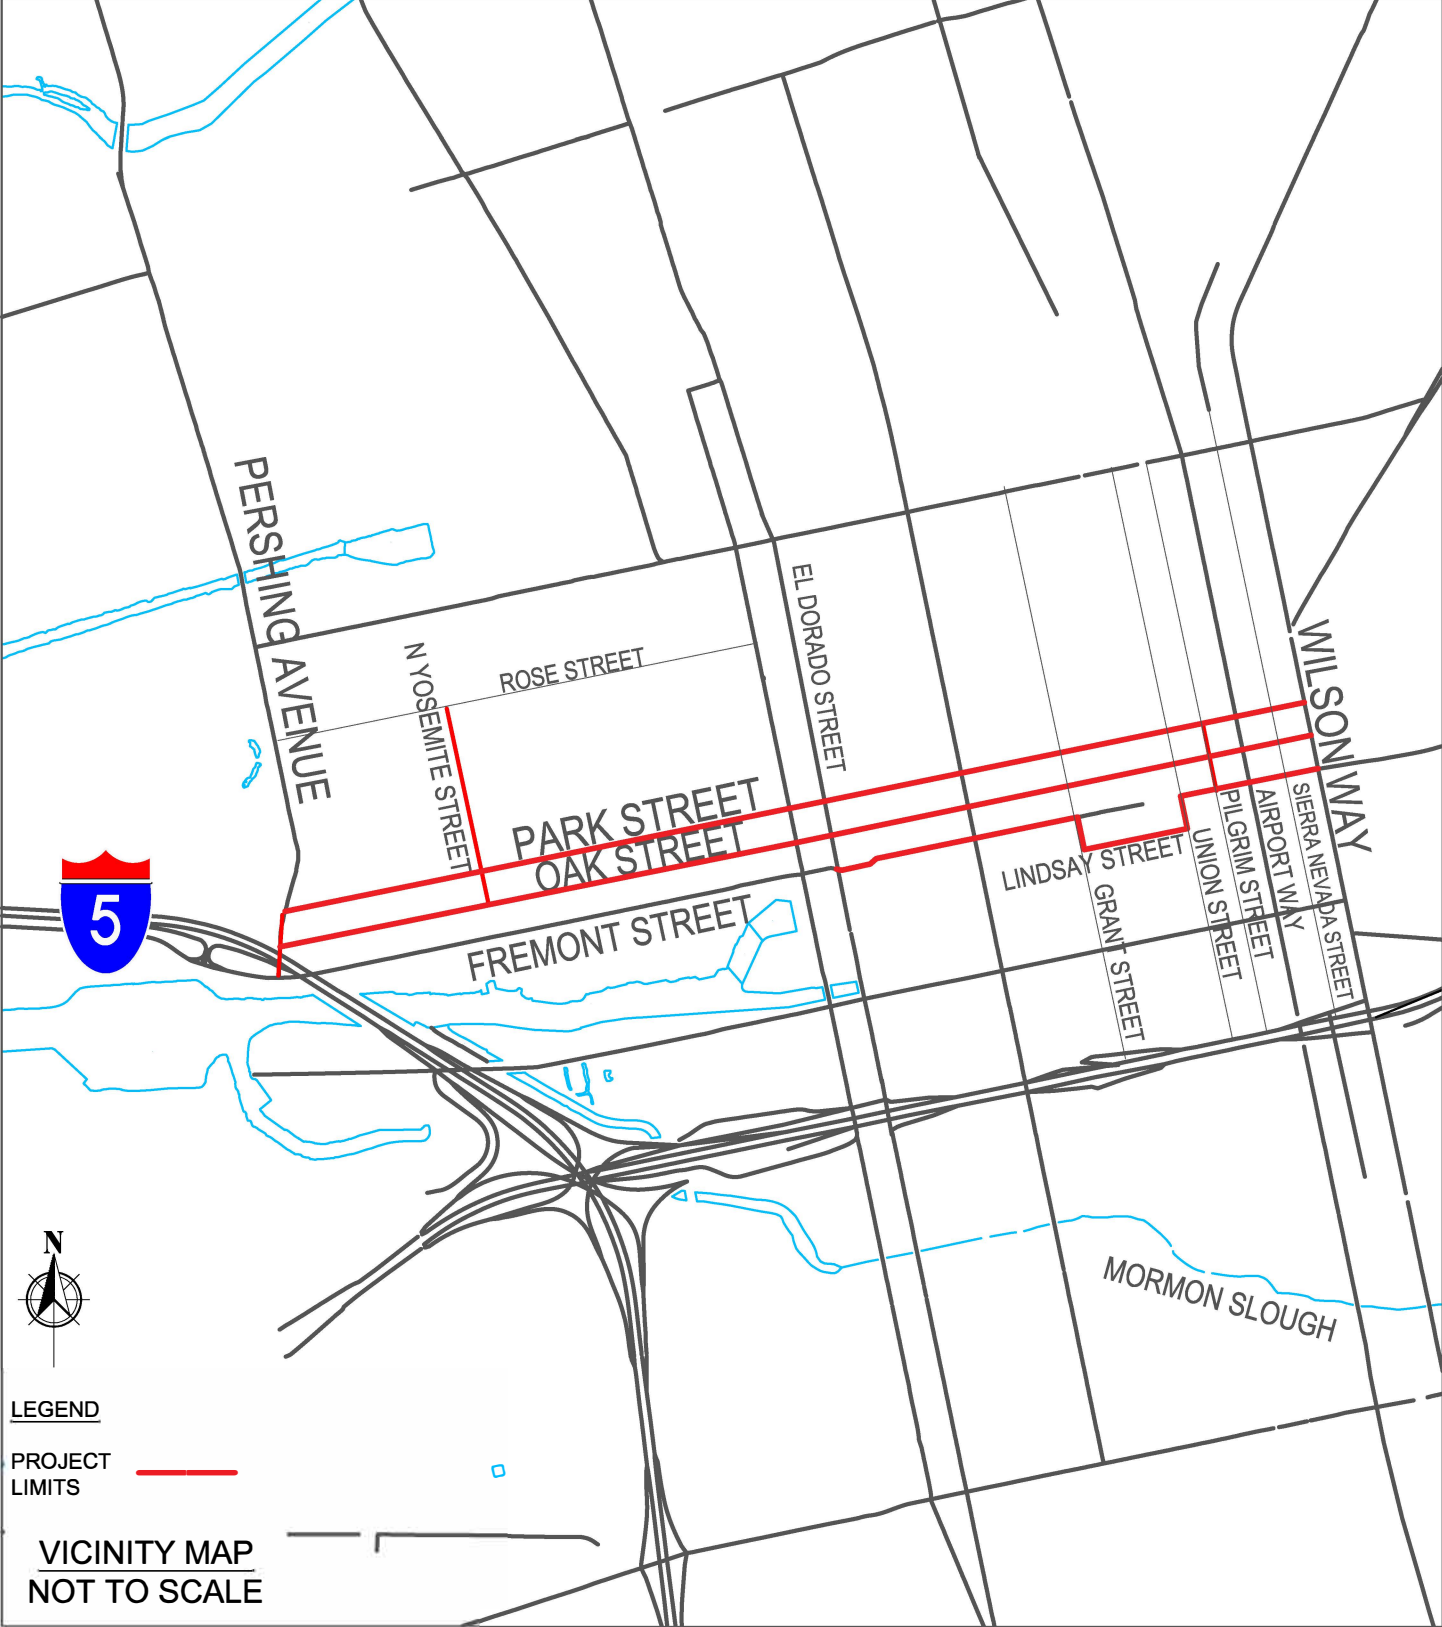 PERSHING AVENUE
EL DORADO STREET
N YOSEMITE STREET
ROSE STREET
WILSON WAY
PARK STREET
OAK STREET
FREMONT STREET
LINDSAY STREET
GRANT STREET
UNION STREET
PILGRIM STREET
AIRPORT WAY
SIERRA NEVADA STREET
5
MORMON SLOUGH
N
LEGEND
PROJECT
LIMITS
VICINITY MAP
NOT TO SCALE